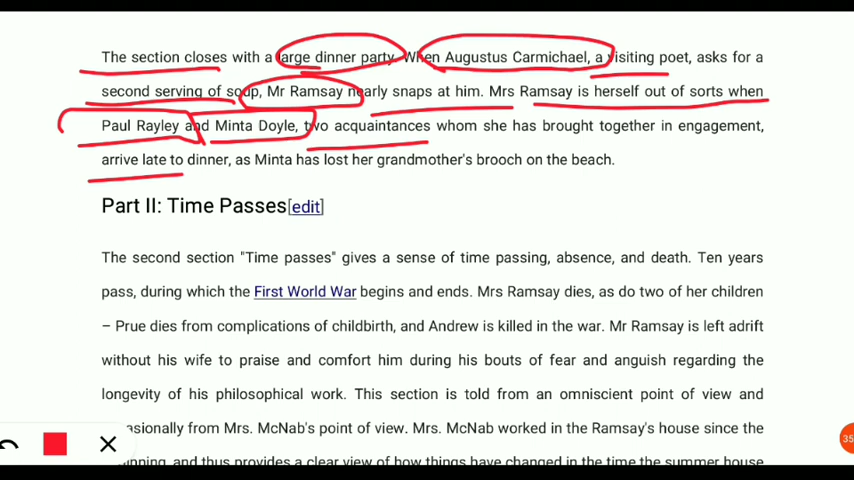 The section closes with a large dinner party. When Augustus Carmichael, a visiting poet, asks for a
second serving of soup, Mr Ramsay nearly snaps at him. Mrs Ramsay is herself out of sorts when
Paul Rayley and Minta Doyle, two acquaintances whom she has brought together in engagement,
arrive late to dinner, as Minta has lost her grandmother's brooch on the beach.
Part II: Time Passes[edit]
The second section "Time passes" gives a sense of time passing, absence, and death. Ten years
pass, during which the First World War begins and ends. Mrs Ramsay dies, as do two of her children
– Prue dies from complications of childbirth, and Andrew is killed in the war. Mr Ramsay is left adrift
without his wife to praise and comfort him during his bouts of fear and anguish regarding the
longevity of his philosophical work. This section is told from an omniscient point of view and
from Mrs. McNab's point of view. Mrs. McNab worked in the Ramsay's house since the
and thus provides a clear view of how things have changed in the time the summer house
35